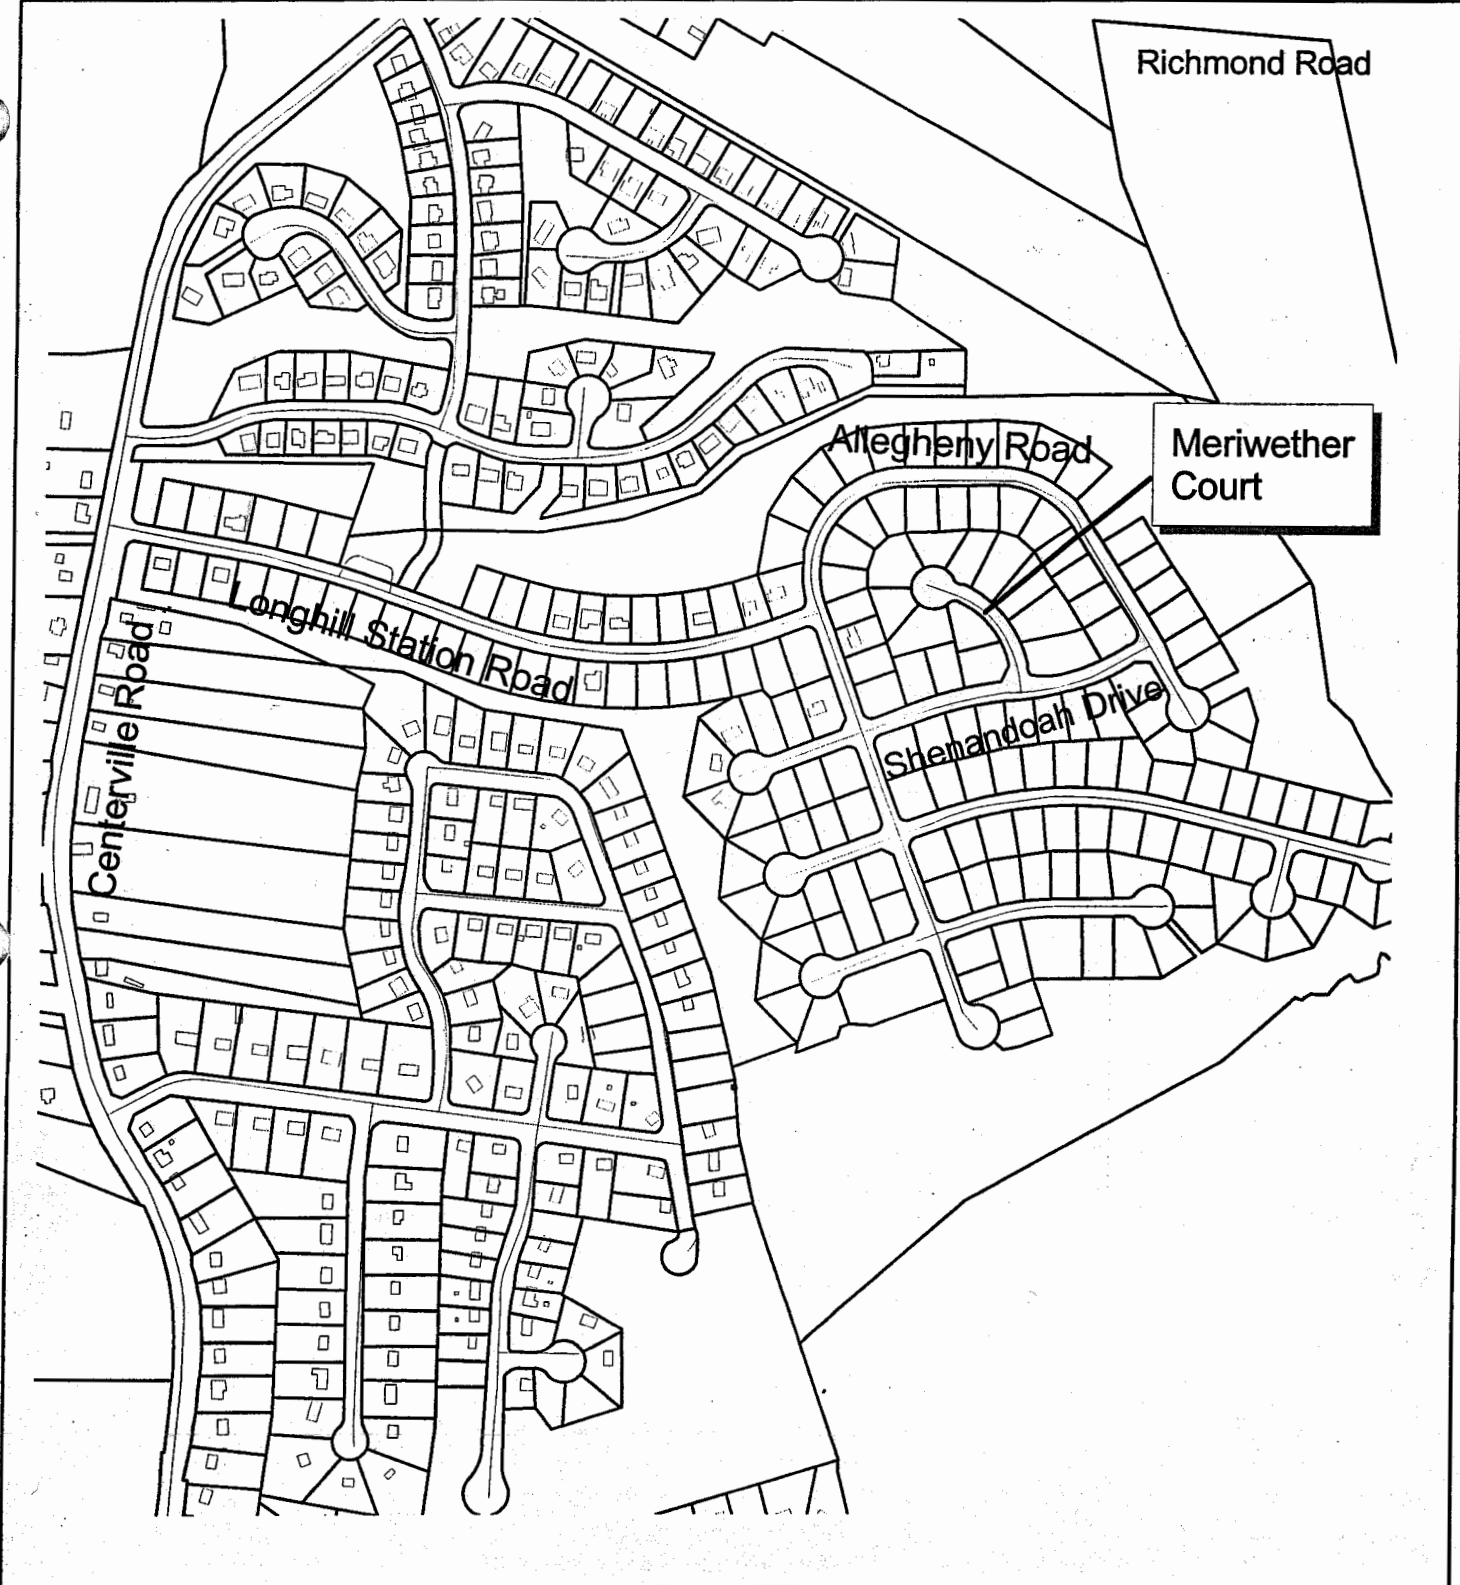 Richmond Road
Allegheny Road
Meriwether
Court
Longhill Station Road
Centerville Road
Shenandoah Drive